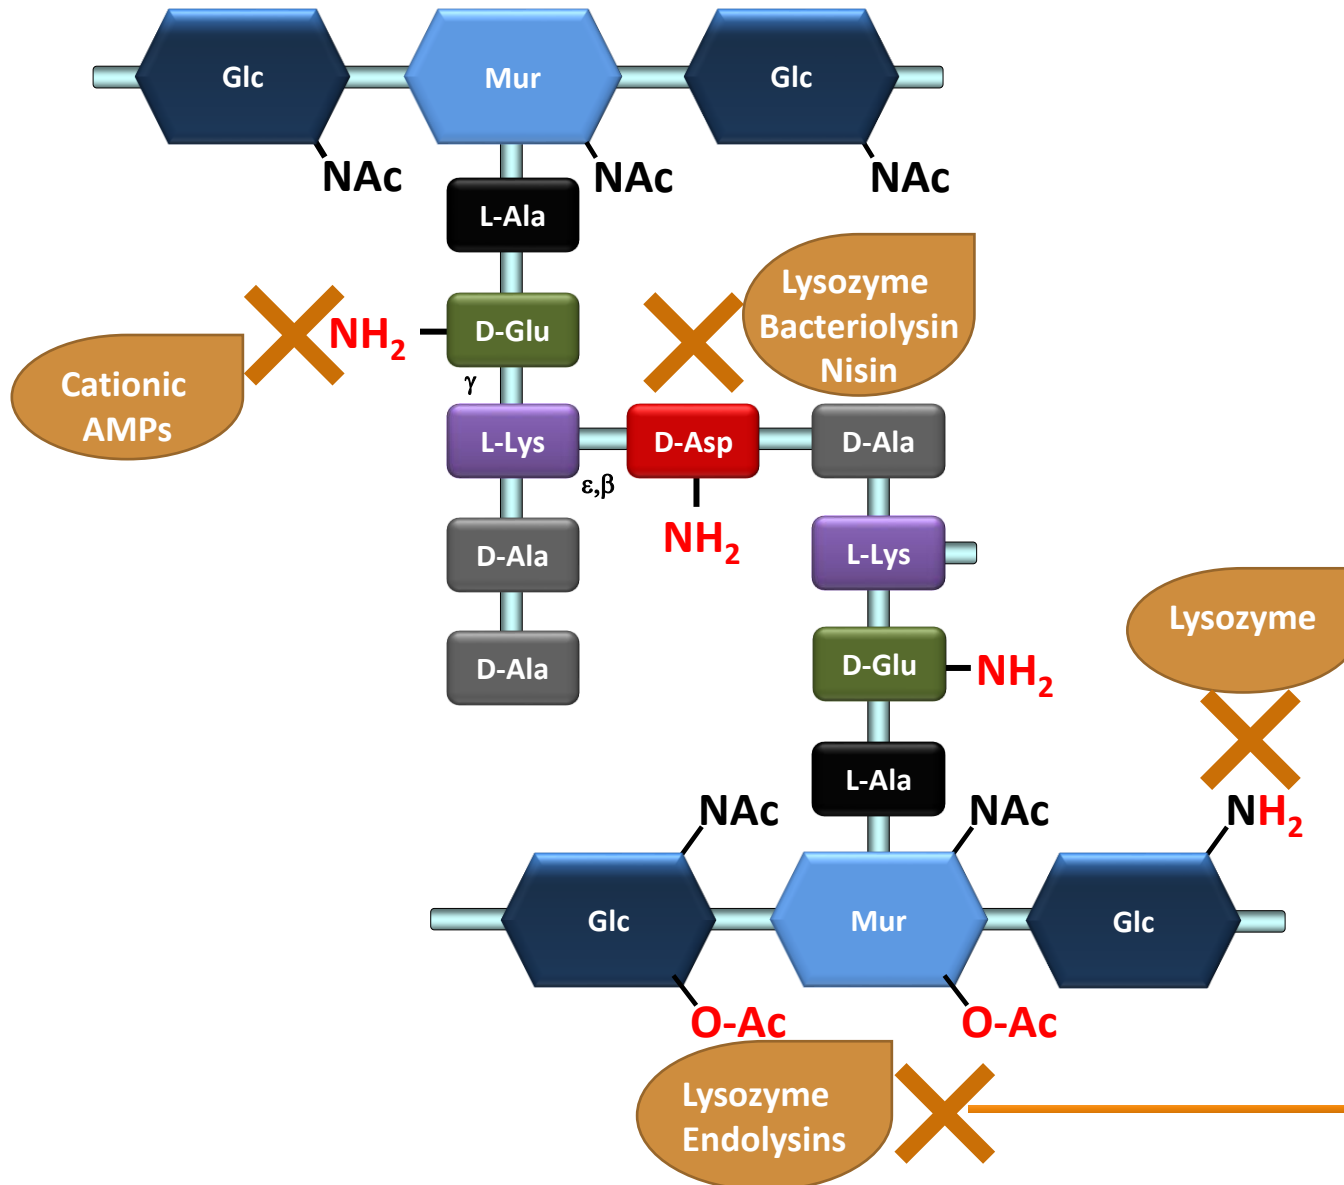 Glc
Mur
Glc
NAc
NAc
NAc
L-Ala
Lysozyme
Bacteriolysin
Nisin
NH₂
D-Glu
Cationic
AMPs
γ
L-Lys
D-Asp
D-Ala
ε,β
NH₂
D-Ala
L-Lys
Lysozyme
D-Ala
D-Glu
NH₂
L-Ala
NAc
NAc
NH₂
Glc
Mur
Glc
O-Ac
O-Ac
Lysozyme
Endolysins